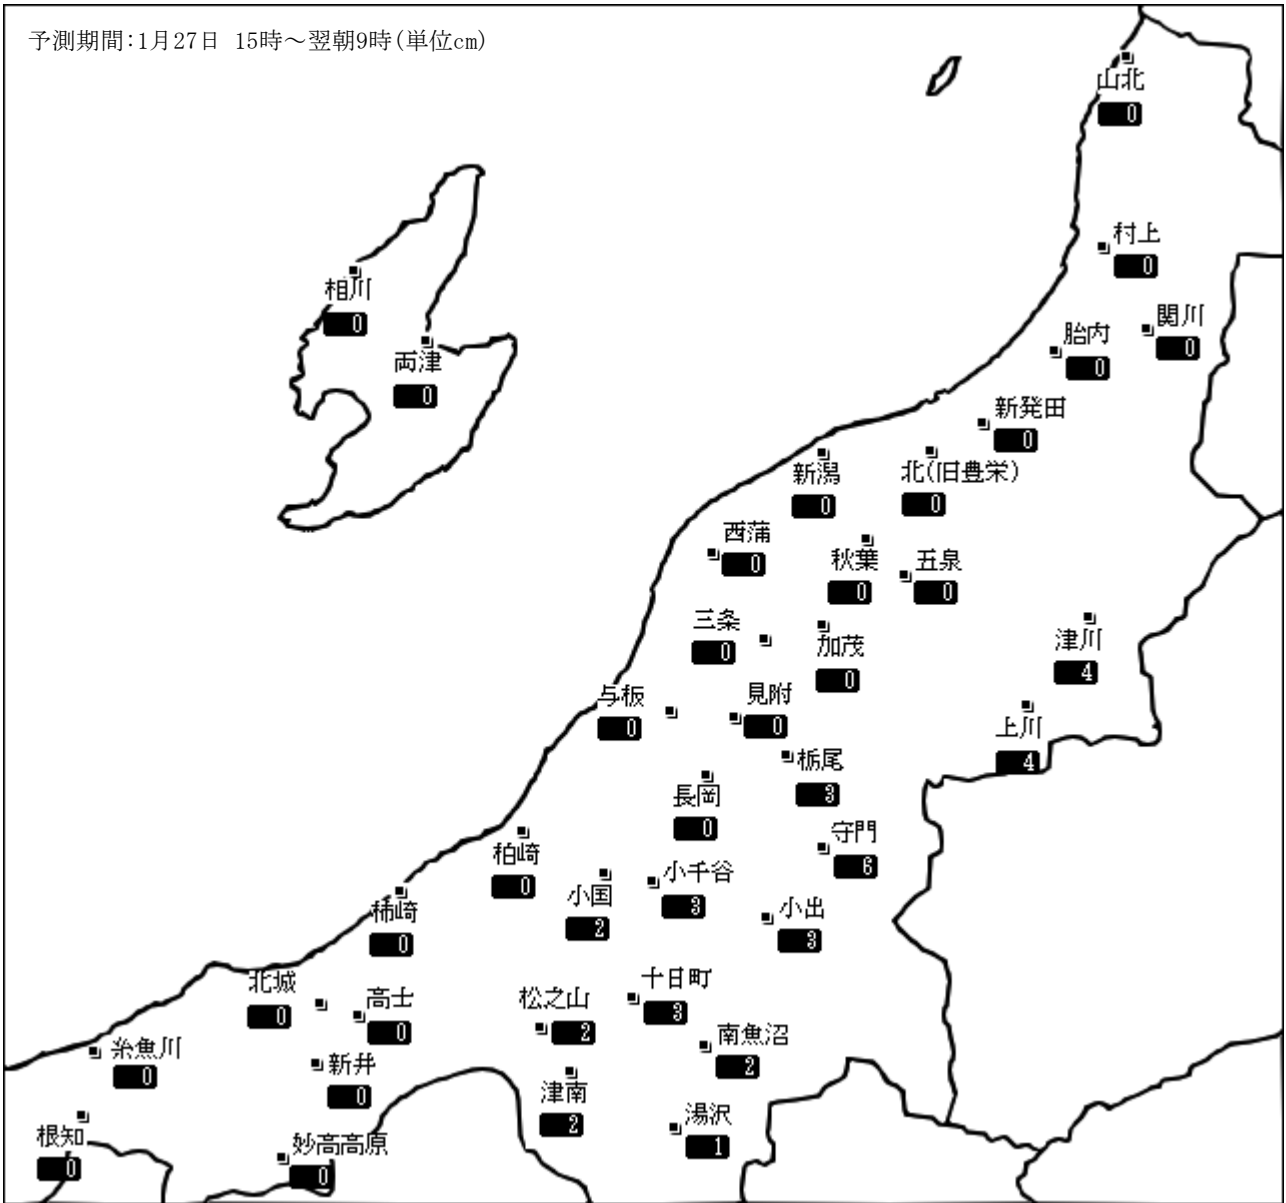 予測期間:1月27日 15時～翌朝9時(単位cm)
山北
0
村上
0
相川
0
関川
0
胎内
0
両津
0
新発田
0
新潟
0
北(旧豊栄)
0
西蒲
0
秋葉
0
五泉
0
三条
0
加茂
0
津川
4
与板
0
見附
0
上川
4
栃尾
3
長岡
0
守門
6
柏崎
0
小国
2
小千谷
3
小出
3
柿崎
0
北城
0
高士
0
松之山
2
十日町
3
南魚沼
2
糸魚川
0
新井
0
津南
2
湯沢
1
根知
0
妙高高原
0